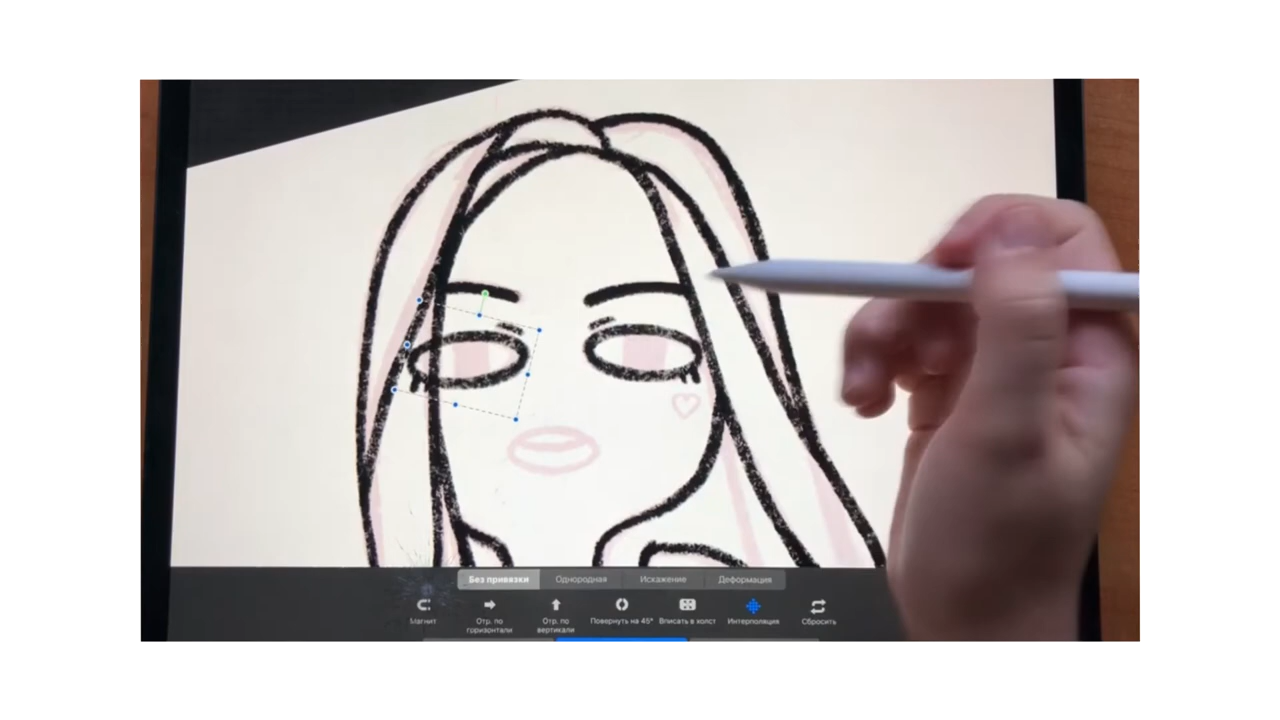 Без привязки Однородная Искажение Деформация
Магнит Отр. по горизонтали Отр. по вертикали Повернуть на 45° Вписать в холст Интерполяция Сбросить